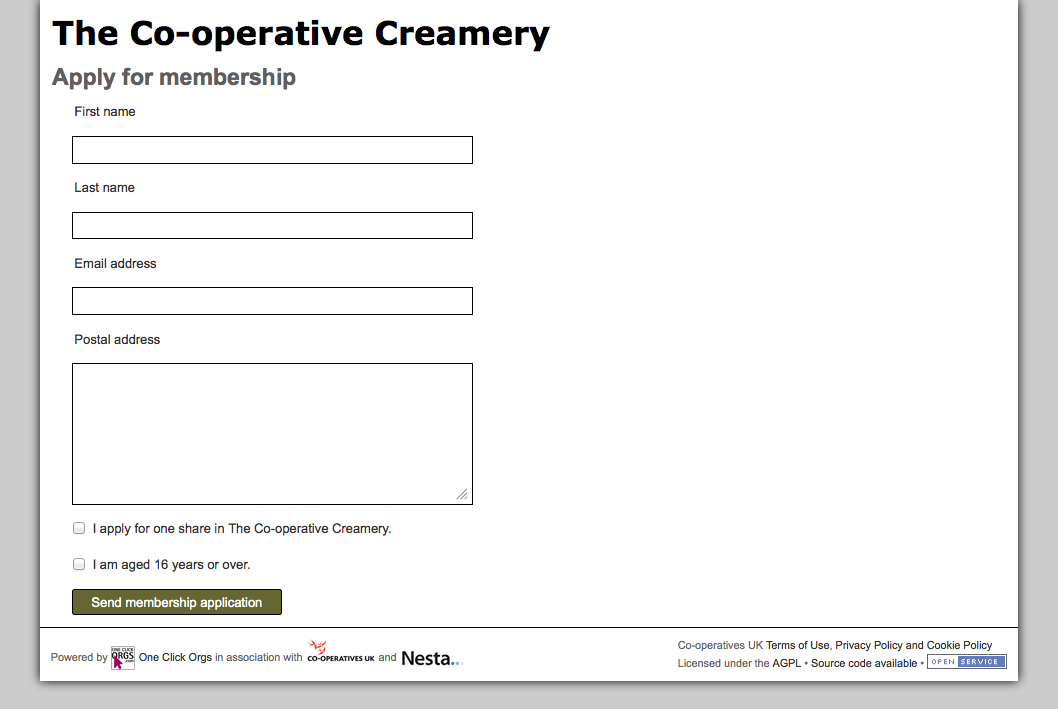 The Co-operative Creamery
Apply for membership
First name
Last name
Email address
Postal address
I apply for one share in The Co-operative Creamery.
I am aged 16 years or over.
Send membership application
Powered by ONE CLICK ORGS .com One Click Orgs in association with CO-OPERATIVES UK and Nesta...
Co-operatives UK Terms of Use, Privacy Policy and Cookie Policy
Licensed under the AGPL • Source code available • OPEN SERVICE